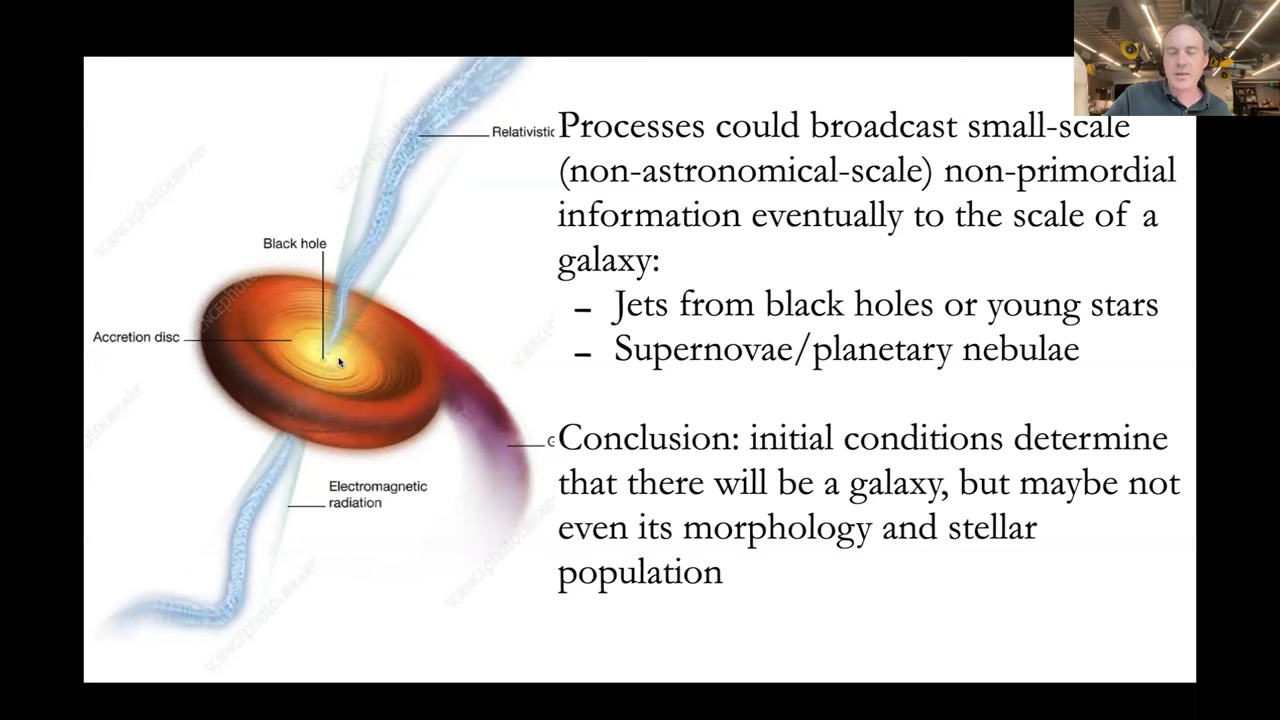 Relativistic
Processes could broadcast small-scale
(non-astronomical-scale) non-primordial
information eventually to the scale of a
galaxy:
- Jets from black holes or young stars
- Supernovae/planetary nebulae
Conclusion: initial conditions determine
that there will be a galaxy, but maybe not
even its morphology and stellar
population
Black hole
Accretion disc
G
Electromagnetic
radiation
SCIENCEPHOTOLIBRARY